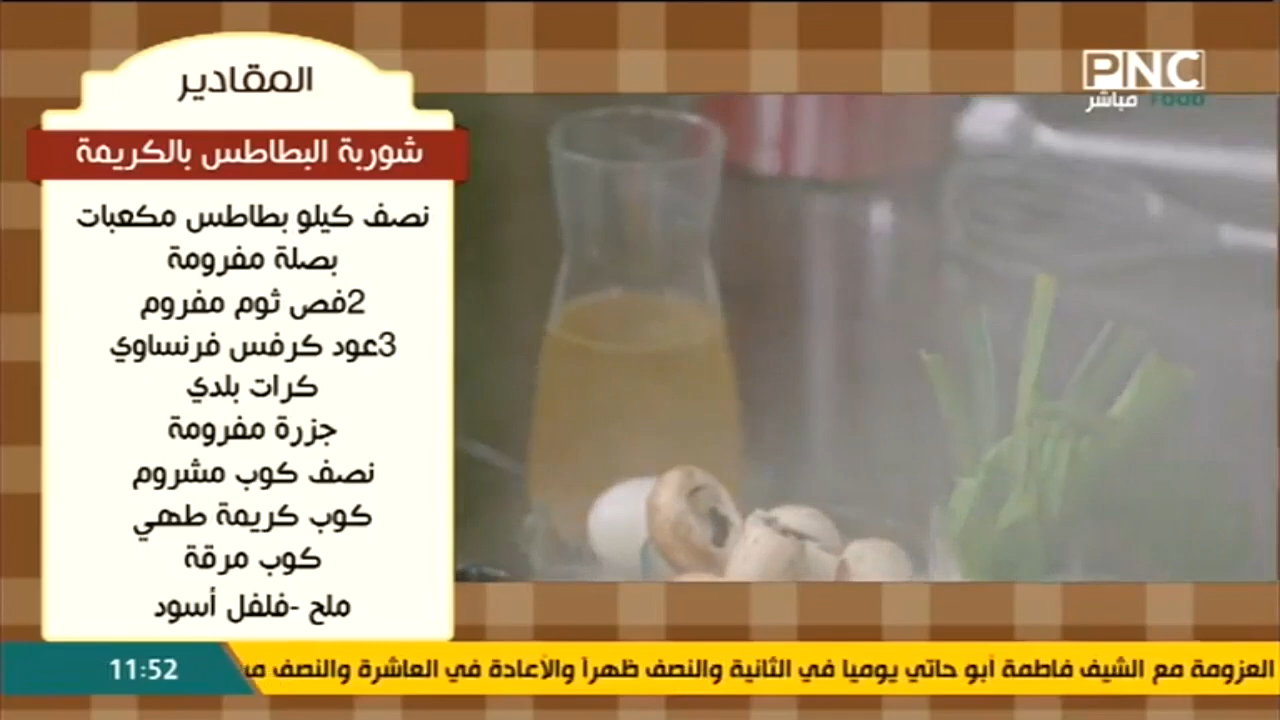 المقادير
شوربة البطاطس بالكريمة
نصف كيلو بطاطس مكعبات
بصلة مفرومة
2فص ثوم مفروم
3عود كرفس فرنساوي
كرات بلدي
جزرة مفرومة
نصف كوب مشروم
كوب كريمة طهي
كوب مرقة
ملح -فلفل أسود
PNC
مباشر FOOD
العزومة مع الشيف فاطمة أبو حاتي يوميا في الثانية والنصف ظهراً والأعادة في العاشرة والنصف
11:52